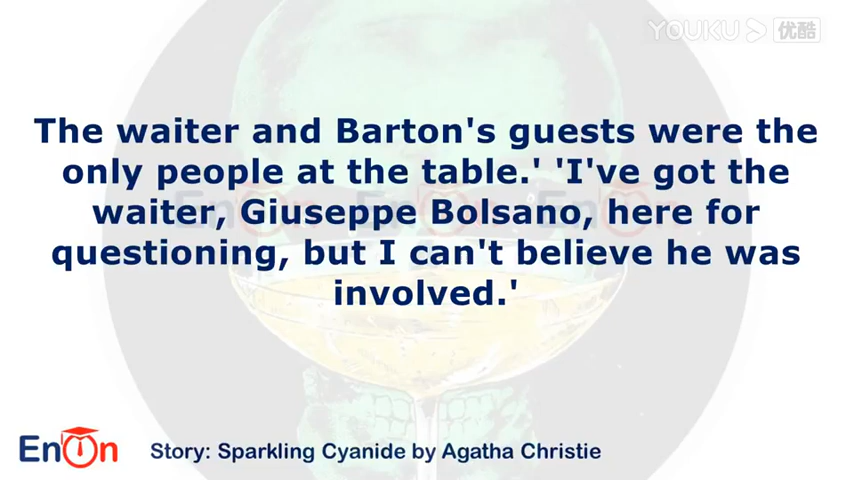 YOUKU 优酷
The waiter and Barton's guests were the
only people at the table.' 'I've got the
waiter, Giuseppe Bolsano, here for
questioning, but I can't believe he was
involved.'
EnOn
Story: Sparkling Cyanide by Agatha Christie